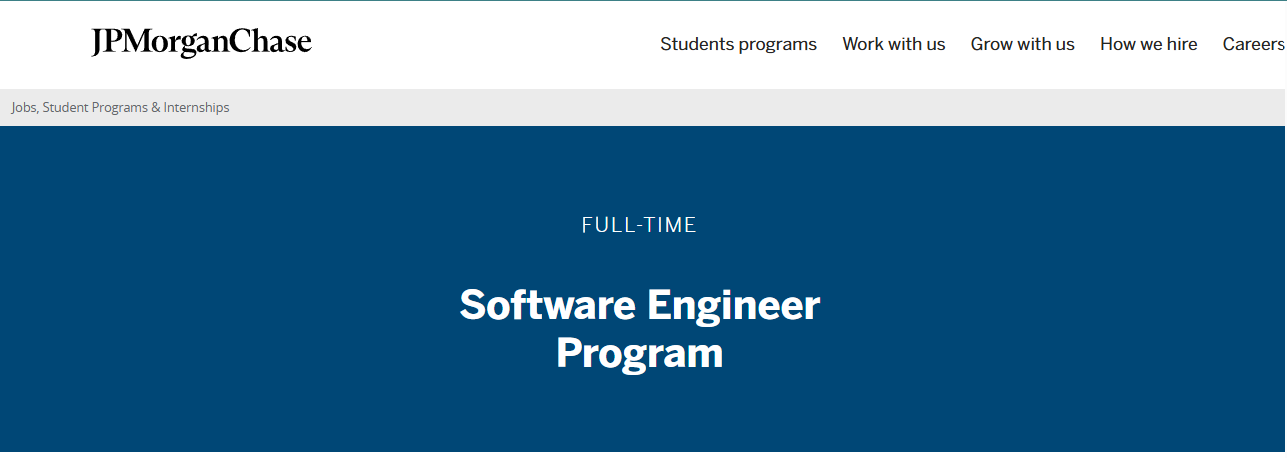 JPMorganChase
Students programs Work with us Grow with us How we hire Careers
Jobs, Student Programs & Internships
FULL-TIME
Software Engineer
Program